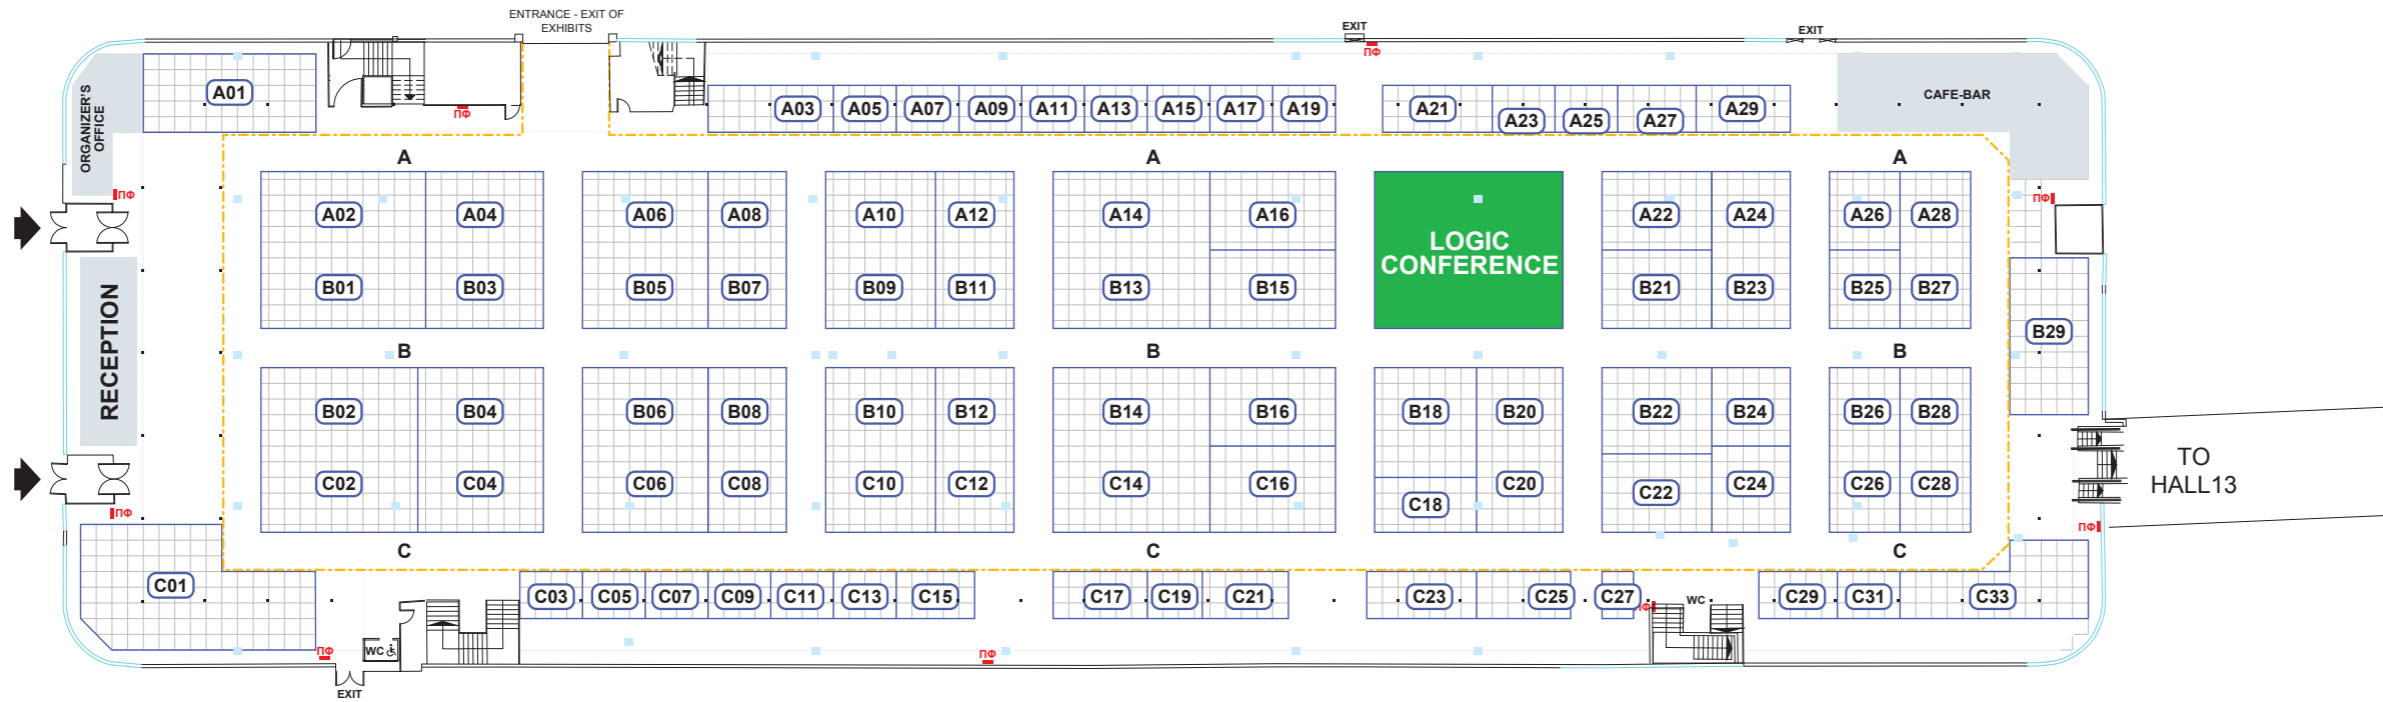 ENTRANCE - EXIT OF
EXHIBITS
EXIT
ПФ
EXIT
ORGANIZER'S
OFFICE
A01
ПФ
A03 A05 A07 A09 A11 A13 A15 A17 A19 A21 A23 A25 A27 A29
CAFE-BAR
A A A
ПФ
ПФ
A02 A04 A06 A08 A10 A12 A14 A16 A22 A24 A26 A28
LOGIC
CONFERENCE
B01 B03 B05 B07 B09 B11 B13 B15 B21 B23 B25 B27
RECEPTION
B29
B B B
B02 B04 B06 B08 B10 B12 B14 B16 B18 B20 B22 B24 B26 B28
C02 C04 C06 C08 C10 C12 C14 C16 C18 C20 C22 C24 C26 C28
TO
HALL13
ПФ
ПФ
C C C
C01
C03 C05 C07 C09 C11 C13 C15 C17 C19 C21 C23 C25 C27 C29 C31 C33
ПФ
WC
ПФ
WC
ПФ
EXIT